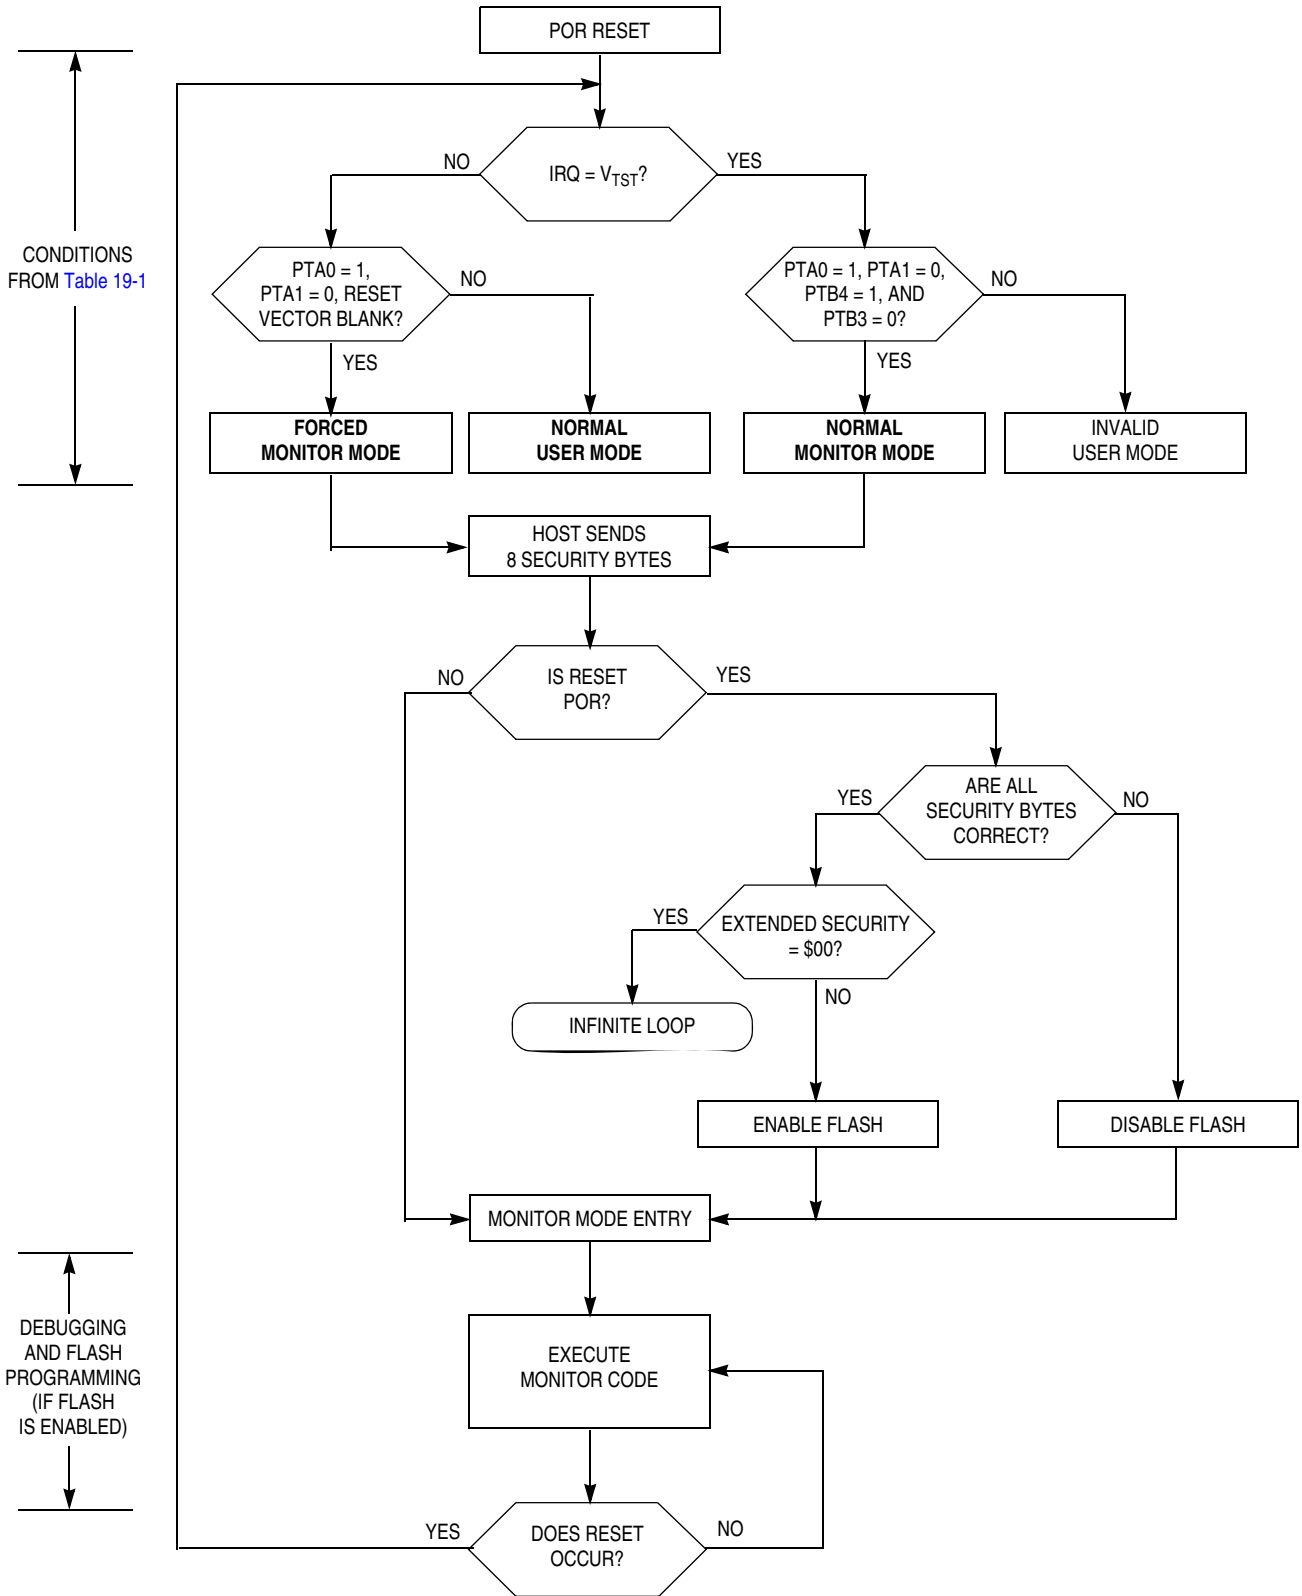 POR RESET
NO
YES
IRQ = VTST?
CONDITIONS
FROM Table 19-1
PTA0 = 1,
PTA1 = 0, RESET
VECTOR BLANK?
NO
YES
PTA0 = 1, PTA1 = 0,
PTB4 = 1, AND
PTB3 = 0?
NO
YES
FORCED
MONITOR MODE
NORMAL
USER MODE
NORMAL
MONITOR MODE
INVALID
USER MODE
HOST SENDS
8 SECURITY BYTES
NO
IS RESET
POR?
YES
YES
ARE ALL
SECURITY BYTES
CORRECT?
NO
YES
EXTENDED SECURITY
= $00?
NO
INFINITE LOOP
ENABLE FLASH
DISABLE FLASH
MONITOR MODE ENTRY
DEBUGGING
AND FLASH
PROGRAMMING
(IF FLASH
IS ENABLED)
EXECUTE
MONITOR CODE
YES
DOES RESET
OCCUR?
NO